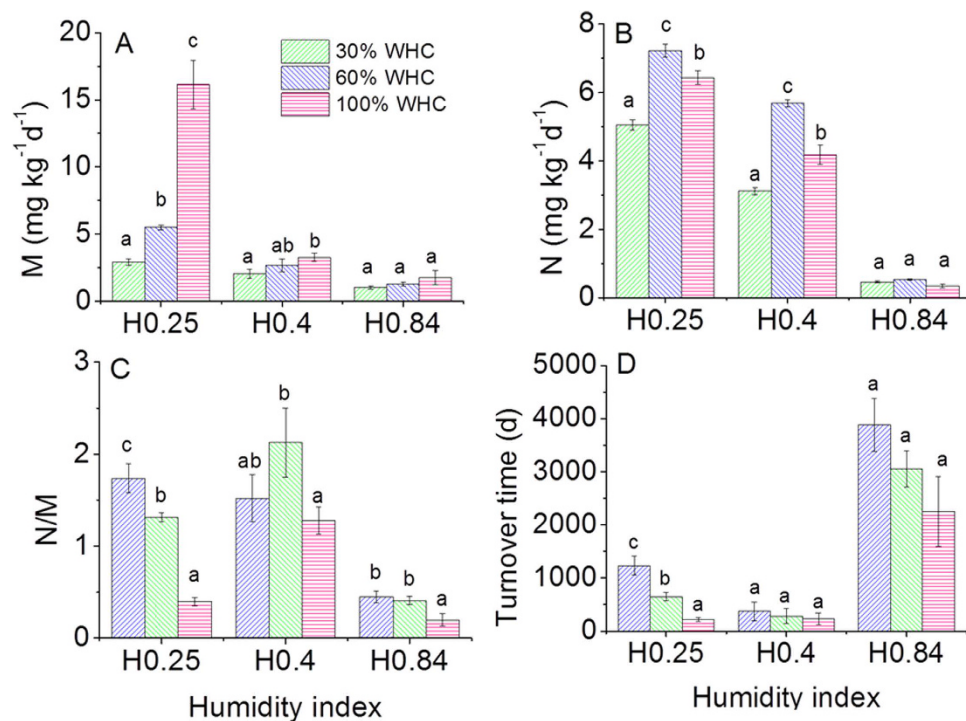 A
M (mg kg⁻¹d⁻¹)
20
15
10
5
0
30% WHC
60% WHC
100% WHC
a
b
c
a
ab
b
a
a
a
H0.25
H0.4
H0.84
B
N (mg kg⁻¹d⁻¹)
8
6
4
2
0
a
c
b
a
c
b
a
a
a
H0.25
H0.4
H0.84
C
N/M
3
2
1
0
c
b
a
ab
b
a
b
b
a
H0.25
H0.4
H0.84
Humidity index
D
Turnover time (d)
5000
4000
3000
2000
1000
0
c
b
a
a
a
a
a
a
a
H0.25
H0.4
H0.84
Humidity index